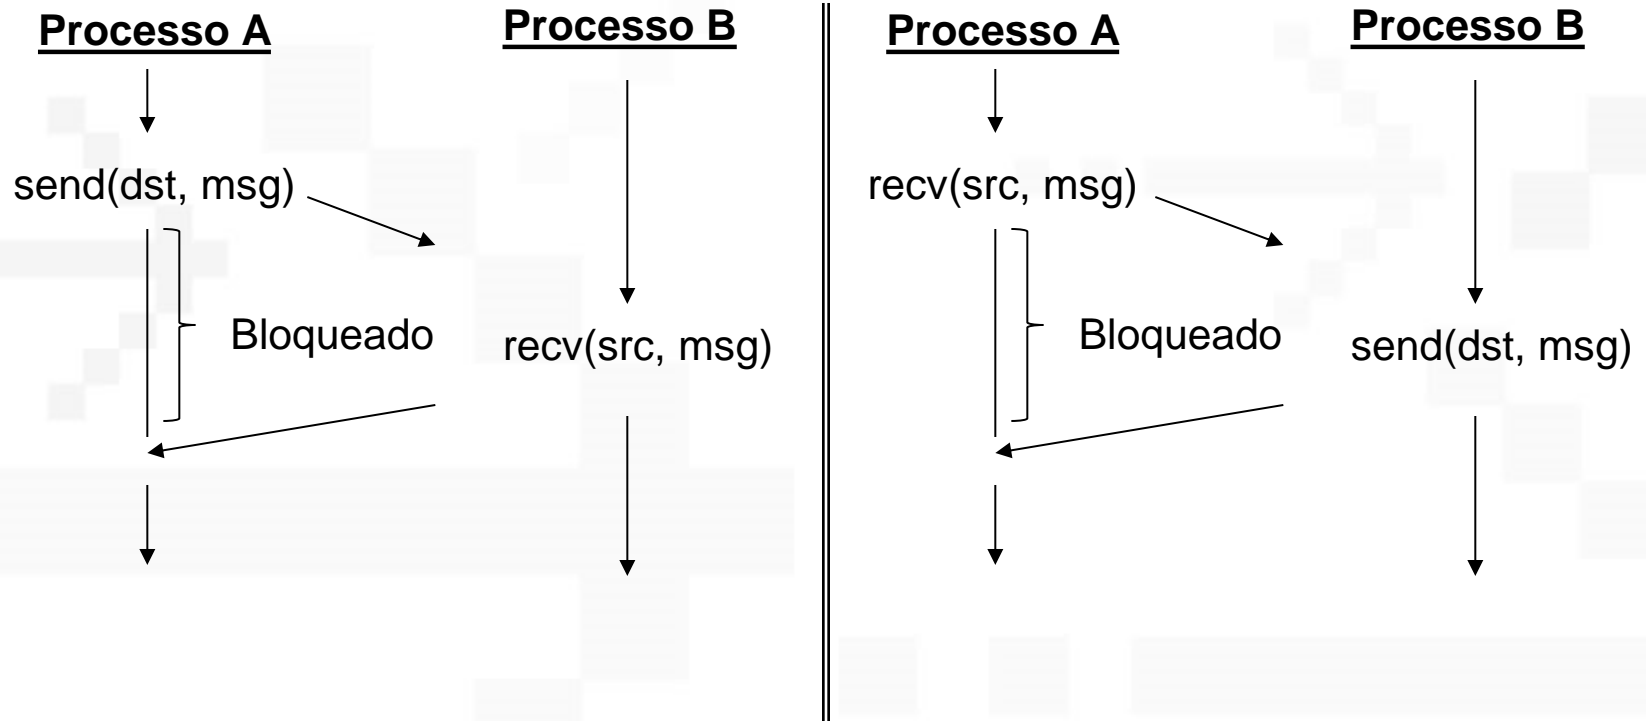 Processo A
Processo B
send(dst, msg)
Bloqueado
recv(src, msg)
Processo A
Processo B
recv(src, msg)
Bloqueado
send(dst, msg)